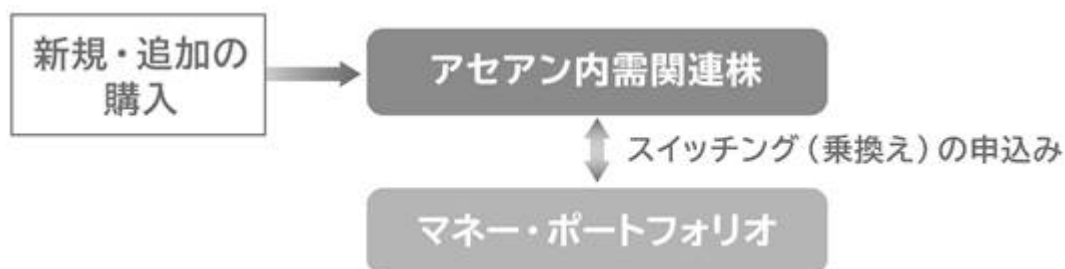 新規・追加の
購入
アセアン内需関連株
スイッチング(乗換え)の申込み
マネー・ポートフォリオ